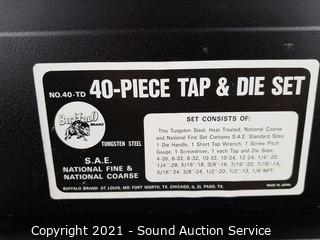 NO. 40-TD 40-PIECE TAP & DIE SET
BUFFALO
BRAND
TUNGSTEN STEEL
S.A.E.
NATIONAL FINE &
NATIONAL COARSE
SET CONSISTS OF:
This Tungsten Steel, Heat Treated, National Coarse
and National Fine Set Contains S.A.E. Standard Sizes
1 Die Handle, 1 Short Tap Wrench, 1 Screw Pitch
Gauge, 1 Screwdriver, 1 each Tap and Die Sizes:
4-36, 6-32, 8-32, 10-32, 10-24, 12-24, 1/4"-20
1/4"-28, 5/16"-18, 3/8"-16, 7/16"-20, 7/16"-14,
5/16"-24, 3/8"-24, 1/2"-20, 1/2"-13, 1/8"NPT.
BUFFALO BRAND ST. LOUIS, MO. FORT WORTH, TX. CHICAGO, IL. EL PASO, TX.
MADE IN JAPAN
Copyright 2021 - Sound Auction Service